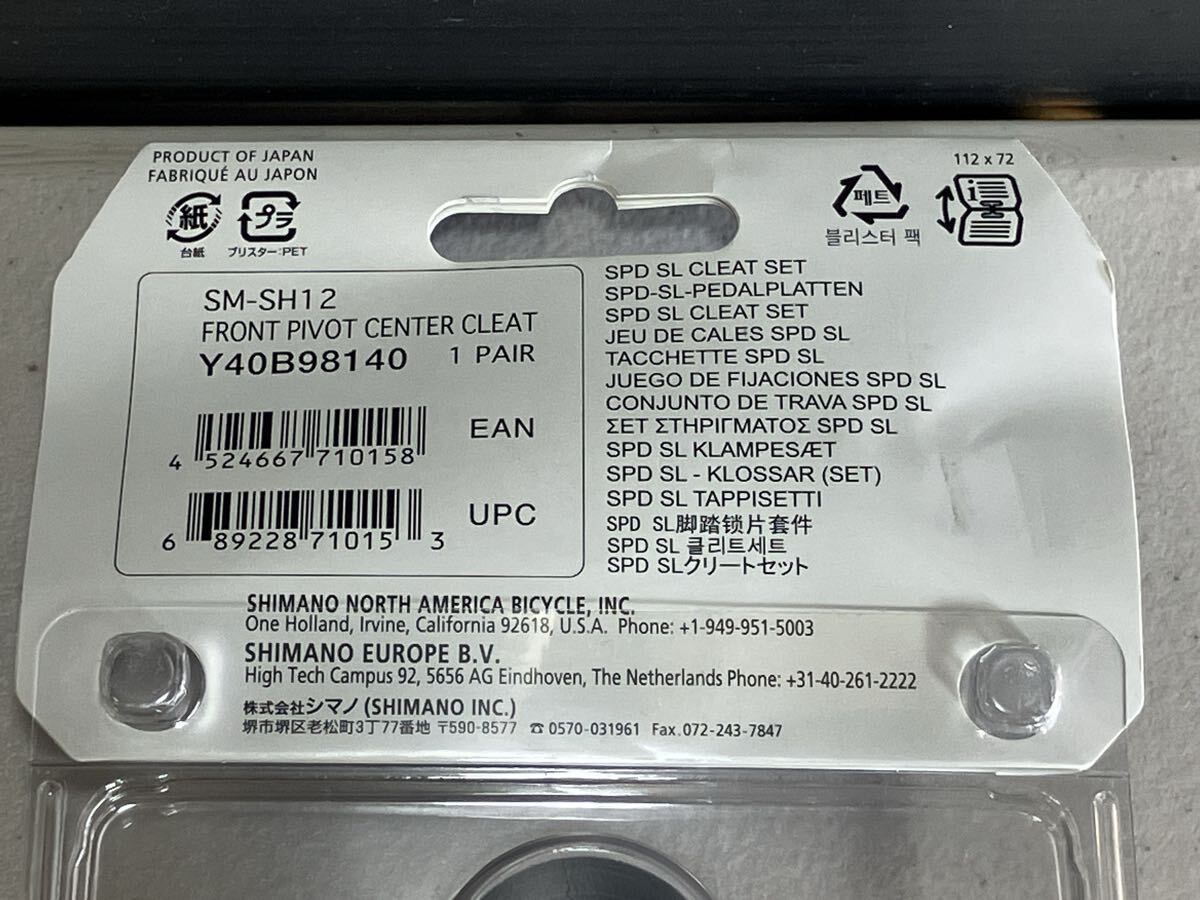 PRODUCT OF JAPAN
FABRIQUÉ AU JAPON
紙
台紙
プラ
ブリスター:PET
페트
블리스터 팩
112 x 72
i
SM-SH12
FRONT PIVOT CENTER CLEAT
Y40B98140 1 PAIR
EAN
4 524667 710158
UPC
6 89228 71015 3
SPD SL CLEAT SET
SPD-SL-PEDALPLATTEN
SPD SL CLEAT SET
JEU DE CALES SPD SL
TACCHETTE SPD SL
JUEGO DE FIJACIONES SPD SL
CONJUNTO DE TRAVA SPD SL
ΣΕΤ ΣΤΗΡΙΓΜΑΤΟΣ SPD SL
SPD SL KLAMPESÆT
SPD SL - KLOSSAR (SET)
SPD SL TAPPISETTI
SPD SL脚踏锁片套件
SPD SL 클리트세트
SPD SLクリートセット
SHIMANO NORTH AMERICA BICYCLE, INC.
One Holland, Irvine, California 92618, U.S.A. Phone: +1-949-951-5003
SHIMANO EUROPE B.V.
High Tech Campus 92, 5656 AG Eindhoven, The Netherlands Phone: +31-40-261-2222
株式会社シマノ (SHIMANO INC.)
堺市堺区老松町3丁77番地 〒590-8577 ☎ 0570-031961 Fax.072-243-7847